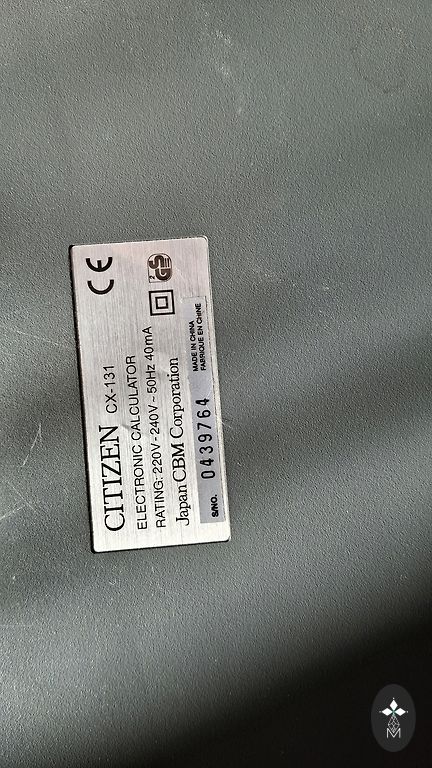 CITIZEN CX-131
ELECTRONIC CALCULATOR
RATING: 220V-240V~50Hz 40mA
Japan CBM Corporation
S/NO. 0439764
MADE IN CHINA
FABRIQUE EN CHINE
CE
GS
M